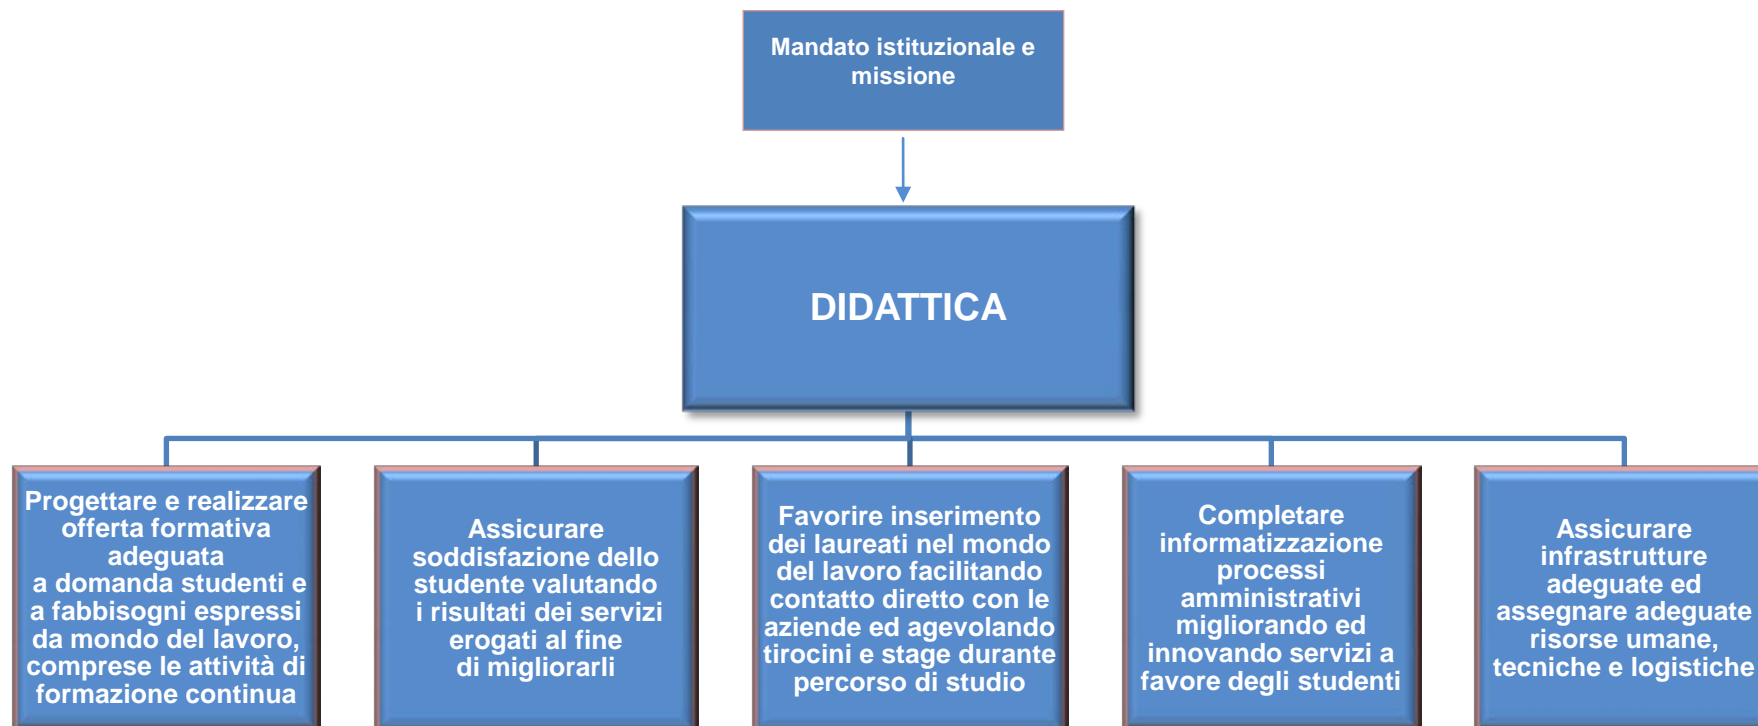 Mandato istituzionale e
missione
DIDATTICA
Progettare e realizzare
offerta formativa
adeguata
a domanda studenti e
a fabbisogni espressi
da mondo del lavoro,
comprese le attività di
formazione continua
Assicurare
soddisfazione dello
studente valutando
i risultati dei servizi
erogati al fine
di migliorarli
Favorire inserimento
dei laureati nel mondo
del lavoro facilitando
contatto diretto con le
aziende ed agevolando
tirocini e stage durante
percorso di studio
Completare
informatizzazione
processi
amministrativi
migliorando ed
innovando servizi a
favore degli studenti
Assicurare
infrastutture
adeguate ed
assegnare adeguate
risorse umane,
tecniche e logistiche